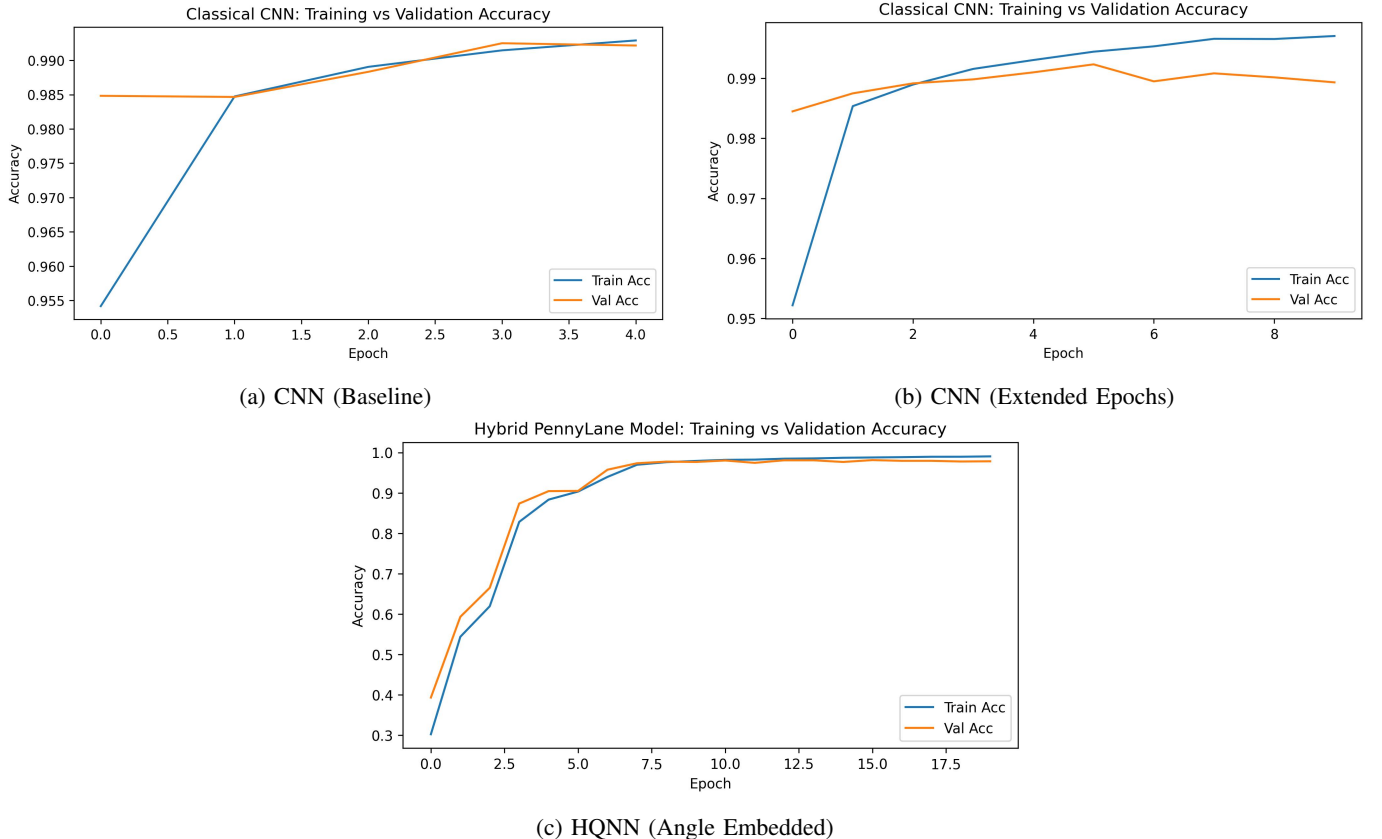 Classical CNN: Training vs Validation Accuracy
0.990
0.985
0.980
0.975
0.970
0.965
0.960
0.955
Accuracy
0.0 0.5 1.0 1.5 2.0 2.5 3.0 3.5 4.0
Epoch
Train Acc
Val Acc
(a) CNN (Baseline)
Classical CNN: Training vs Validation Accuracy
0.99
0.98
0.97
0.96
0.95
Accuracy
0 2 4 6 8
Epoch
Train Acc
Val Acc
(b) CNN (Extended Epochs)
Hybrid PennyLane Model: Training vs Validation Accuracy
1.0
0.9
0.8
0.7
0.6
0.5
0.4
0.3
Accuracy
0.0 2.5 5.0 7.5 10.0 12.5 15.0 17.5
Epoch
Train Acc
Val Acc
(c) HQNN (Angle Embedded)